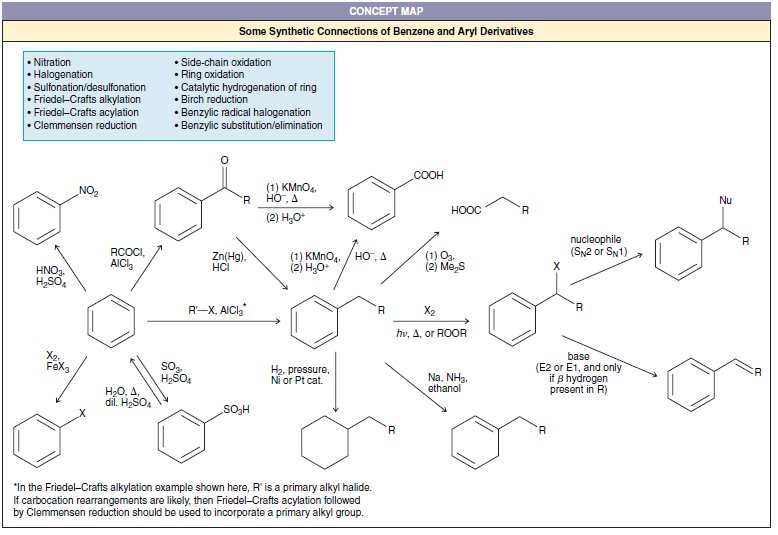 CONCEPT MAP
Some Synthetic Connections of Benzene and Aryl Derivatives
• Nitration
• Halogenation
• Sulfonation/desulfonation
• Friedel–Crafts alkylation
• Friedel–Crafts acylation
• Clemmensen reduction
• Side-chain oxidation
• Ring oxidation
• Catalytic hydrogenation of ring
• Birch reduction
• Benzylic radical halogenation
• Benzylic substitution/elimination
NO₂
O
R
(1) KMnO₄,
HO⁻, Δ
(2) H₃O⁺
COOH
HOOC
R
Nu
R
HNO₃,
H₂SO₄
RCOCl,
AlCl₃
Zn(Hg),
HCl
(1) KMnO₄, HO⁻, Δ
(2) H₃O⁺
(1) O₃,
(2) Me₂S
nucleophile
(SN2 or SN1)
X
R
R'—X, AlCl₃*
R
X₂
hν, Δ, or ROOR
X₂,
FeX₃
SO₃,
H₂SO₄
H₂O, Δ,
dil. H₂SO₄
H₂, pressure,
Ni or Pt cat.
Na, NH₃,
ethanol
base
(E2 or E1, and only
if β hydrogen
present in R)
R
X
SO₃H
R
R
*In the Friedel–Crafts alkylation example shown here, R' is a primary alkyl halide.
If carbocation rearrangements are likely, then Friedel–Crafts acylation followed
by Clemmensen reduction should be used to incorporate a primary alkyl group.